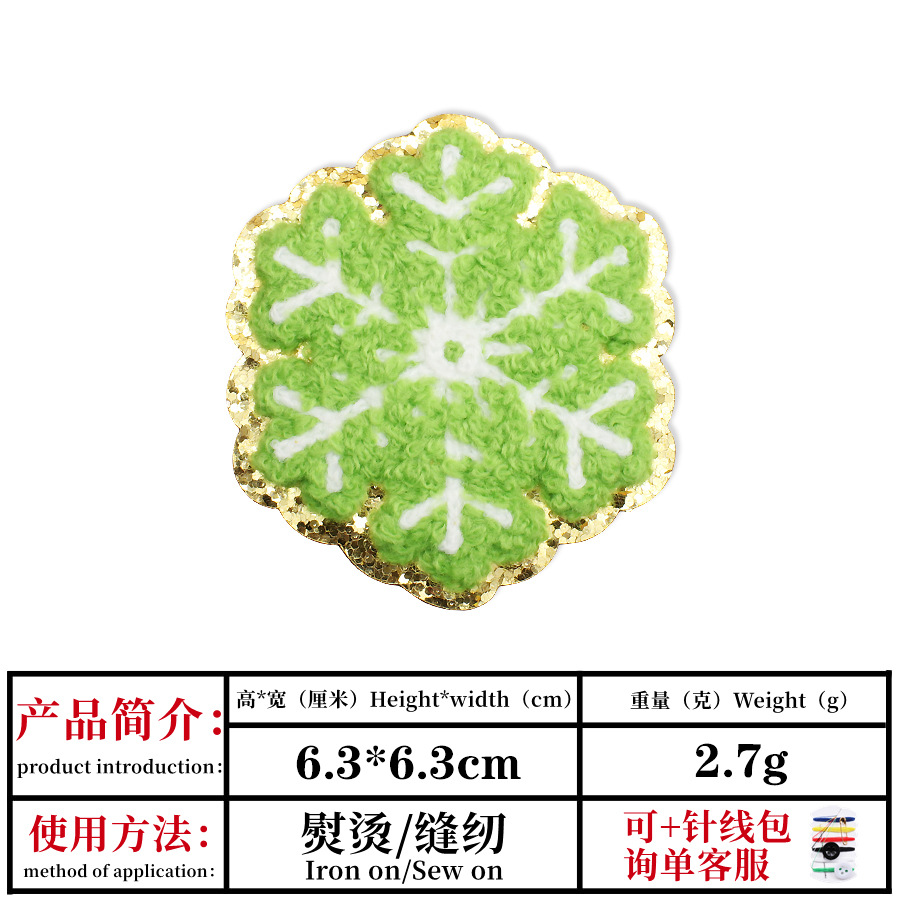 产品简介：
product introduction:
高*宽（厘米）Height*width（cm）
重量（克）Weight（g）
6.3*6.3cm
2.7g
使用方法：
method of application:
熨烫/缝纫
Iron on/Sew on
可+针线包
询单客服